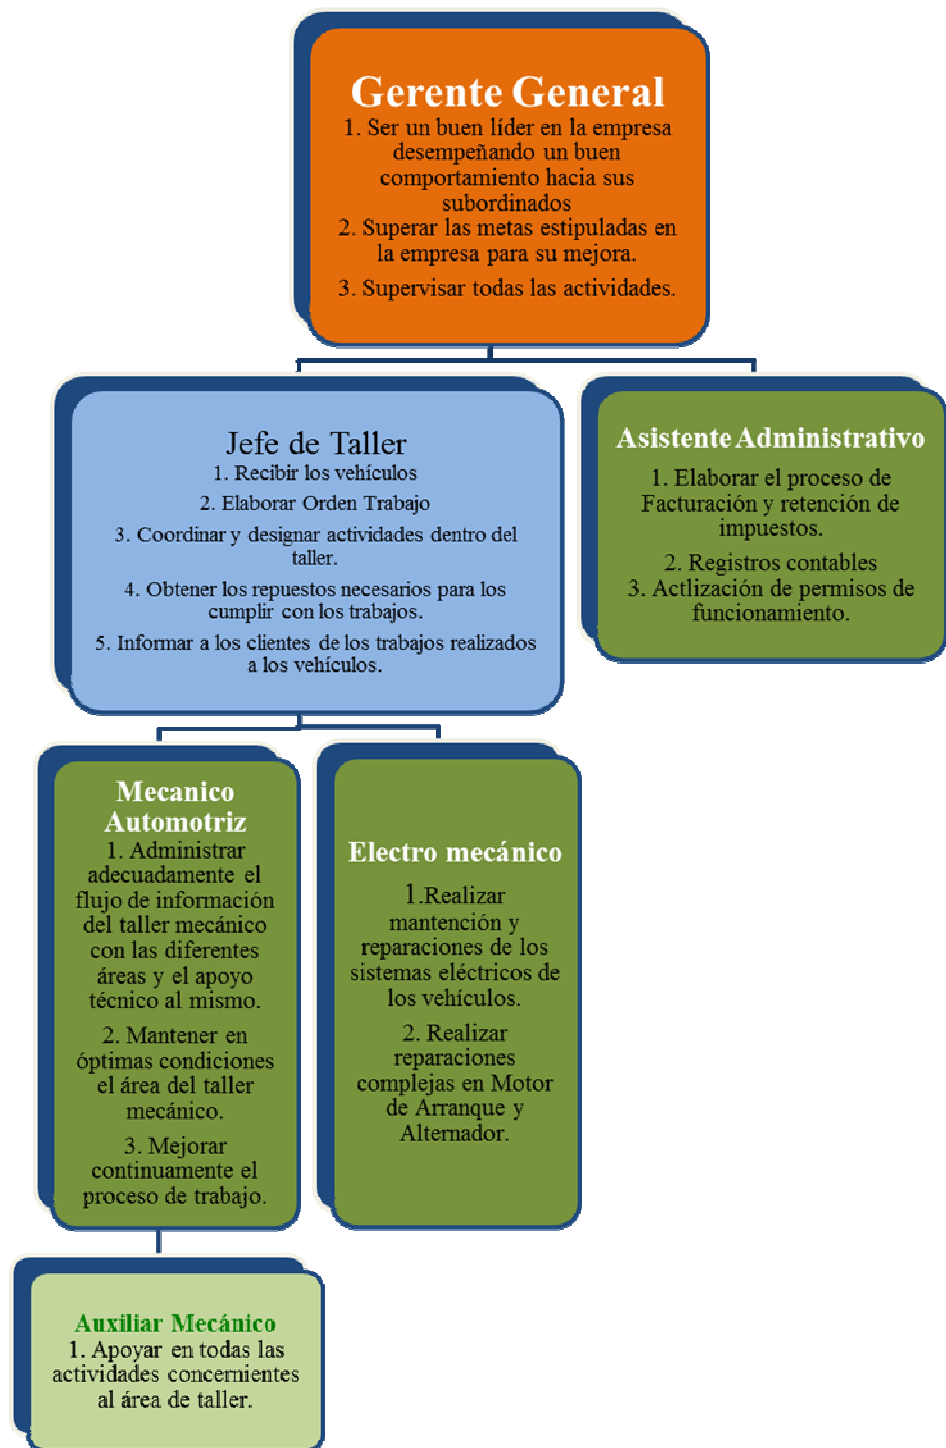 Gerente General
1. Ser un buen líder en la empresa
desempeñando un buen
comportamiento hacia sus
subordinados
2. Superar las metas estipuladas en
la empresa para su mejora.
3. Supervisar todas las actividades.
Jefe de Taller
1. Recibir los vehículos
2. Elaborar Orden Trabajo
3. Coordinar y designar actividades dentro del
taller.
4. Obtener los repuestos necesarios para los
cumplir con los trabajos.
5. Informar a los clientes de los trabajos realizados
a los vehículos.
Asistente Administrativo
1. Elaborar el proceso de
Facturación y retención de
impuestos.
2. Registros contables
3. Actlización de permisos de
funcionamiento.
Mecanico
Automotriz
1. Administrar
adecuadamente el
flujo de información
del taller mecánico
con las diferentes
áreas y el apoyo
técnico al mismo.
2. Mantener en
óptimas condiciones
el área del taller
mecánico.
3. Mejorar
continuamente el
proceso de trabajo.
Electro mecánico
1.Realizar
mantención y
reparaciones de los
sistemas eléctricos de
los vehículos.
2. Realizar
reparaciones
complejas en Motor
de Arranque y
Alternador.
Auxiliar Mecánico
1. Apoyar en todas las
actividades concernientes
al área de taller.